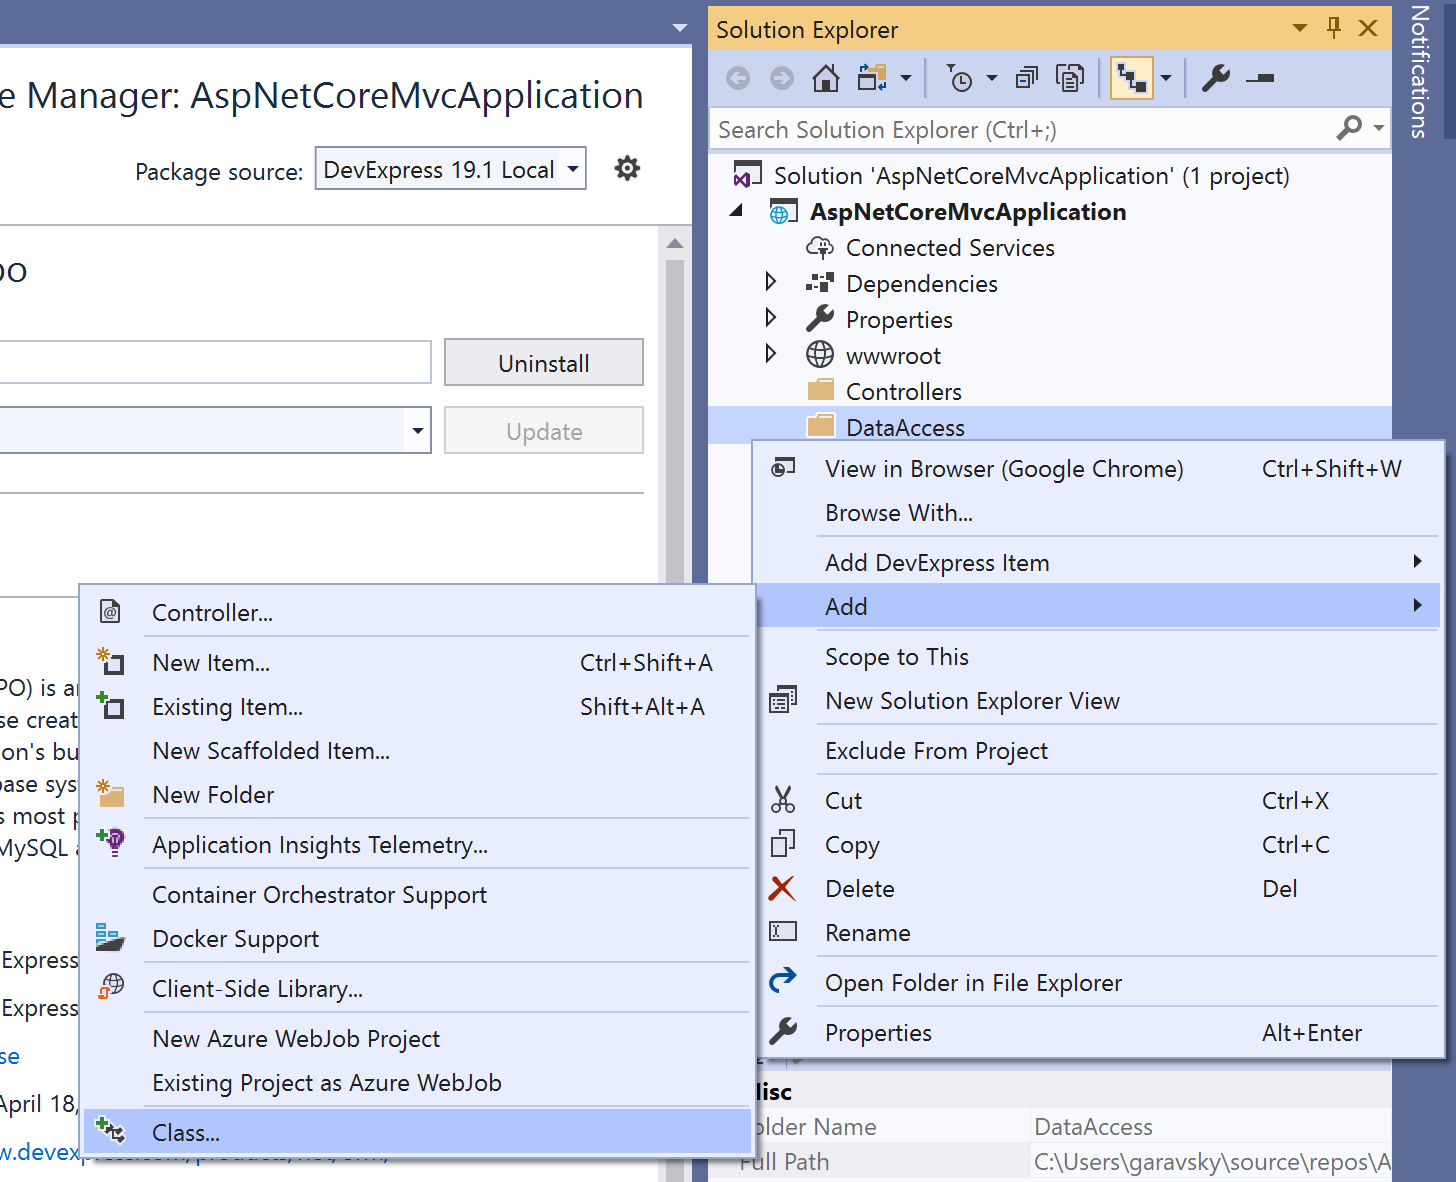 e Manager: AspNetCoreMvcApplication
Package source: DevExpress 19.1 Local
Uninstall
Update
PO) is
se creat
on's bu
base sys
s most
MySQL
Express
Express
se
April 18,
Solution Explorer
Search Solution Explorer (Ctrl+;)
Solution 'AspNetCoreMvcApplication' (1 project)
AspNetCoreMvcApplication
Connected Services
Dependencies
Properties
wwwroot
Controllers
DataAccess
Notifications
View in Browser (Google Chrome) Ctrl+Shift+W
Browse With...
Add DevExpress Item
Add
Scope to This
New Solution Explorer View
Exclude From Project
Cut Ctrl+X
Copy Ctrl+C
Delete Del
Rename
Open Folder in File Explorer
Properties Alt+Enter
Controller...
New Item... Ctrl+Shift+A
Existing Item... Shift+Alt+A
New Scaffolded Item...
New Folder
Application Insights Telemetry...
Container Orchestrator Support
Docker Support
Client-Side Library...
New Azure WebJob Project
Existing Project as Azure WebJob
Class...
lisc
older Name DataAccess
Full Path C:\Users\garavsky\source\repos\A